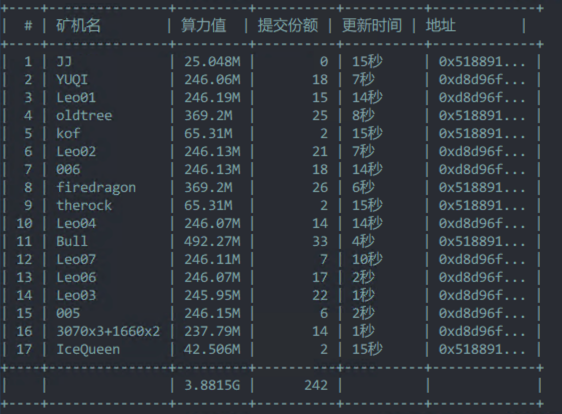 # | 矿机名 | 算力值 | 提交份额 | 更新时间 | 地址 |
1 | JJ | 25.048M | 0 | 15秒 | 0x518891... |
2 | YUQI | 246.06M | 18 | 7秒 | 0xd8d96f... |
3 | Leo01 | 246.19M | 15 | 14秒 | 0xd8d96f... |
4 | oldtree | 369.2M | 25 | 8秒 | 0xd8d96f... |
5 | kof | 65.31M | 2 | 15秒 | 0x518891... |
6 | Leo02 | 246.13M | 21 | 7秒 | 0xd8d96f... |
7 | 006 | 246.13M | 18 | 14秒 | 0xd8d96f... |
8 | firedragon | 369.2M | 26 | 6秒 | 0x518891... |
9 | therock | 65.31M | 2 | 15秒 | 0x518891... |
10 | Leo04 | 246.07M | 14 | 14秒 | 0xd8d96f... |
11 | Bull | 492.27M | 33 | 4秒 | 0x518891... |
12 | Leo07 | 246.11M | 7 | 10秒 | 0xd8d96f... |
13 | Leo06 | 246.07M | 17 | 2秒 | 0xd8d96f... |
14 | Leo03 | 245.95M | 22 | 1秒 | 0xd8d96f... |
15 | 005 | 246.15M | 6 | 2秒 | 0xd8d96f... |
16 | 3070x3+1660x2 | 237.79M | 14 | 1秒 | 0xd8d96f... |
17 | IceQueen | 42.506M | 2 | 15秒 | 0x518891... |
3.8815G | 242